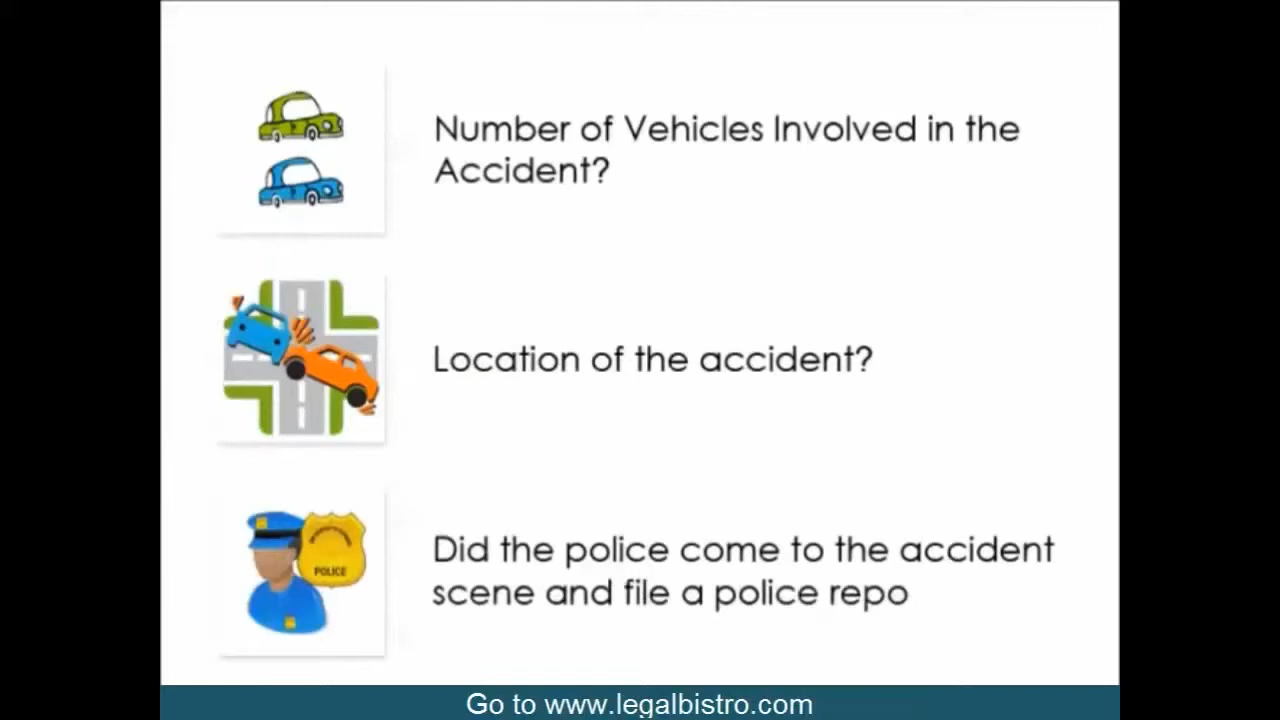 Number of Vehicles Involved in the
Accident?
Location of the accident?
POLICE
Did the police come to the accident
scene and file a police repo
Go to www.legalbistro.com